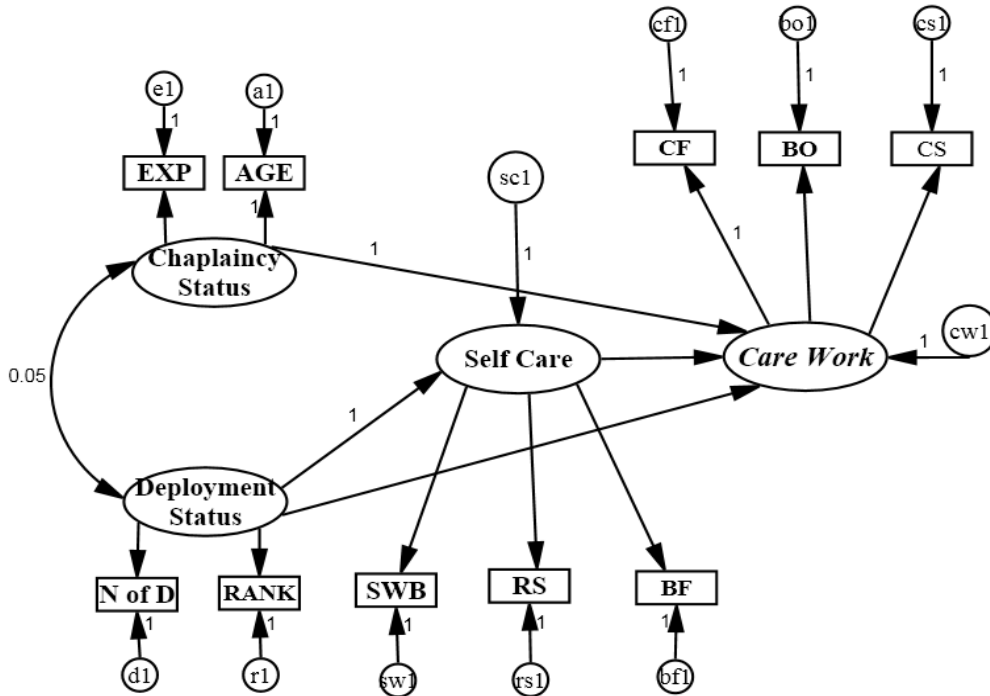 cf1
bo1
cs1
e1
a1
1
1
1
1
1
CF
BO
CS
EXP
AGE
sc1
1
1
1
1
Chaplaincy
Status
cw1
1
Self Care
Care Work
0.05
1
Deployment
Status
N of D
RANK
SWB
RS
BF
1
1
1
1
1
d1
r1
sw1
rs1
bf1